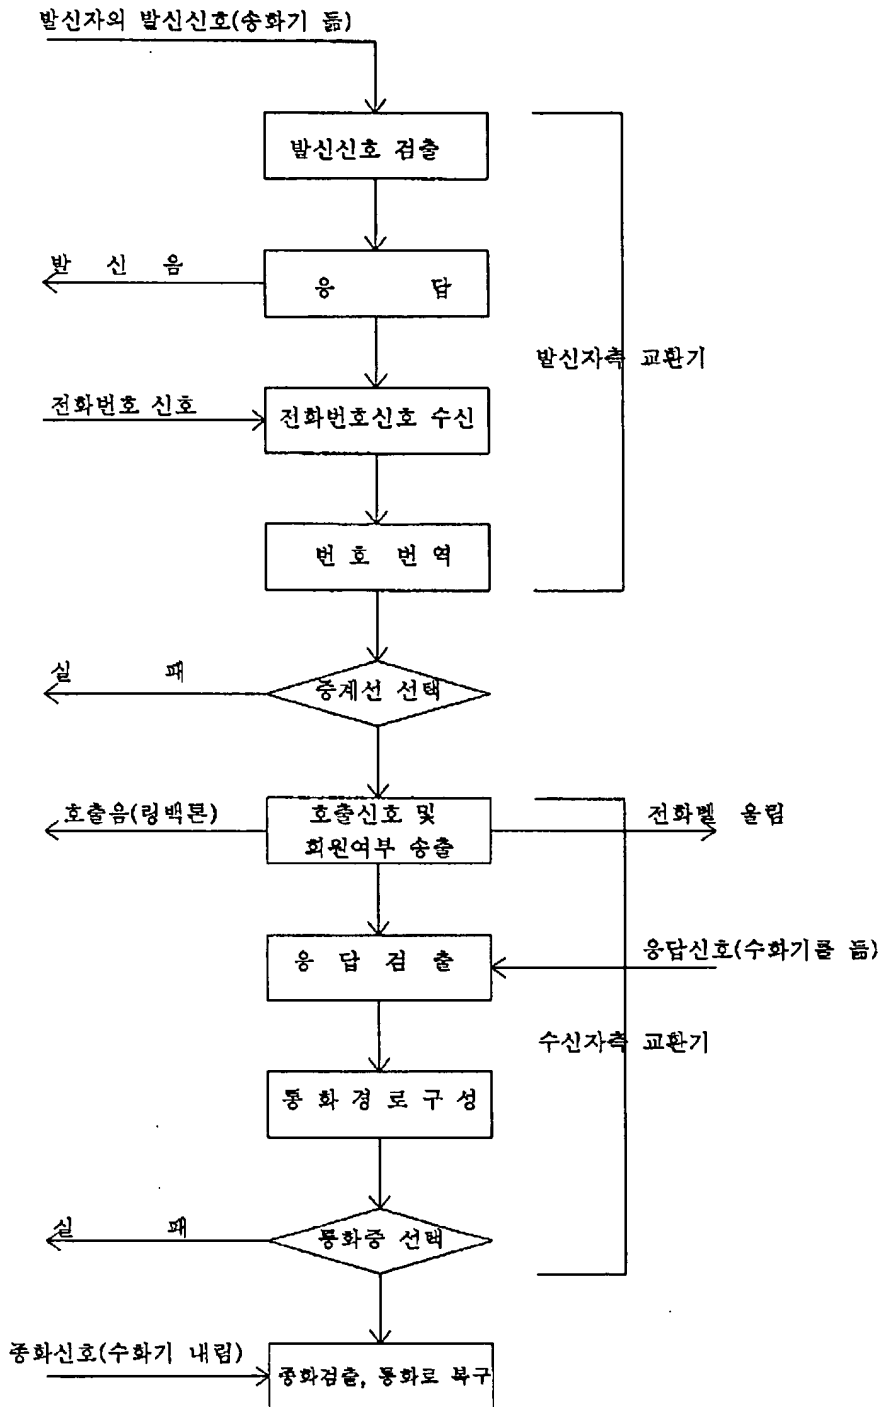 발신자의 발신신호(송화기 듦)
발신신호 검출
발 신 음
응 답
발신자측 교환기
전화번호 신호
전화번호신호 수신
번 호 번 역
실 패
중계선 선택
호출음(링백톤)
호출신호 및
회원여부 송출
전화벨 울림
응 답 검 출
응답신호(수화기를 듦)
수신자측 교환기
통 화 경 로 구 성
실 패
통화중 선택
종화신호(수화기 내림)
종화검출, 통화로 복구